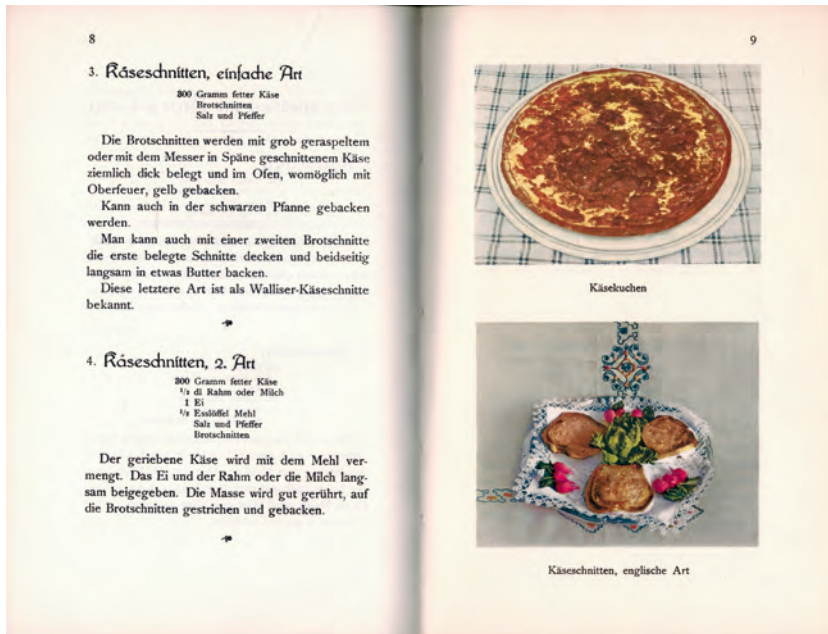 8
3. Käseschnitten, einfache Art
300 Gramm fetter Käse
Brotschnitten
Salz und Pfeffer
Die Brotschnitten werden mit grob geraspeltem
oder mit dem Messer in Späne geschnittenem Käse
ziemlich dick belegt und im Ofen, womöglich mit
Oberfeuer, gelb gebacken.
Kann auch in der schwarzen Pfanne gebacken
werden.
Man kann auch mit einer zweiten Brotschnitte
die erste belegte Schnitte decken und beidseitig
langsam in etwas Butter backen.
Diese letztere Art ist als Walliser-Käseschnitte
bekannt.
4. Käseschnitten, 2. Art
300 Gramm fetter Käse
½ dl Rahm oder Milch
1 Ei
½ Esslöffel Mehl
Salz und Pfeffer
Brotschnitten
Der geriebene Käse wird mit dem Mehl ver-
mengt. Das Ei und der Rahm oder die Milch lang-
sam beigegeben. Die Masse wird gut gerührt, auf
die Brotschnitten gestrichen und gebacken.
9
Käsekuchen
Käseschnitten, englische Art